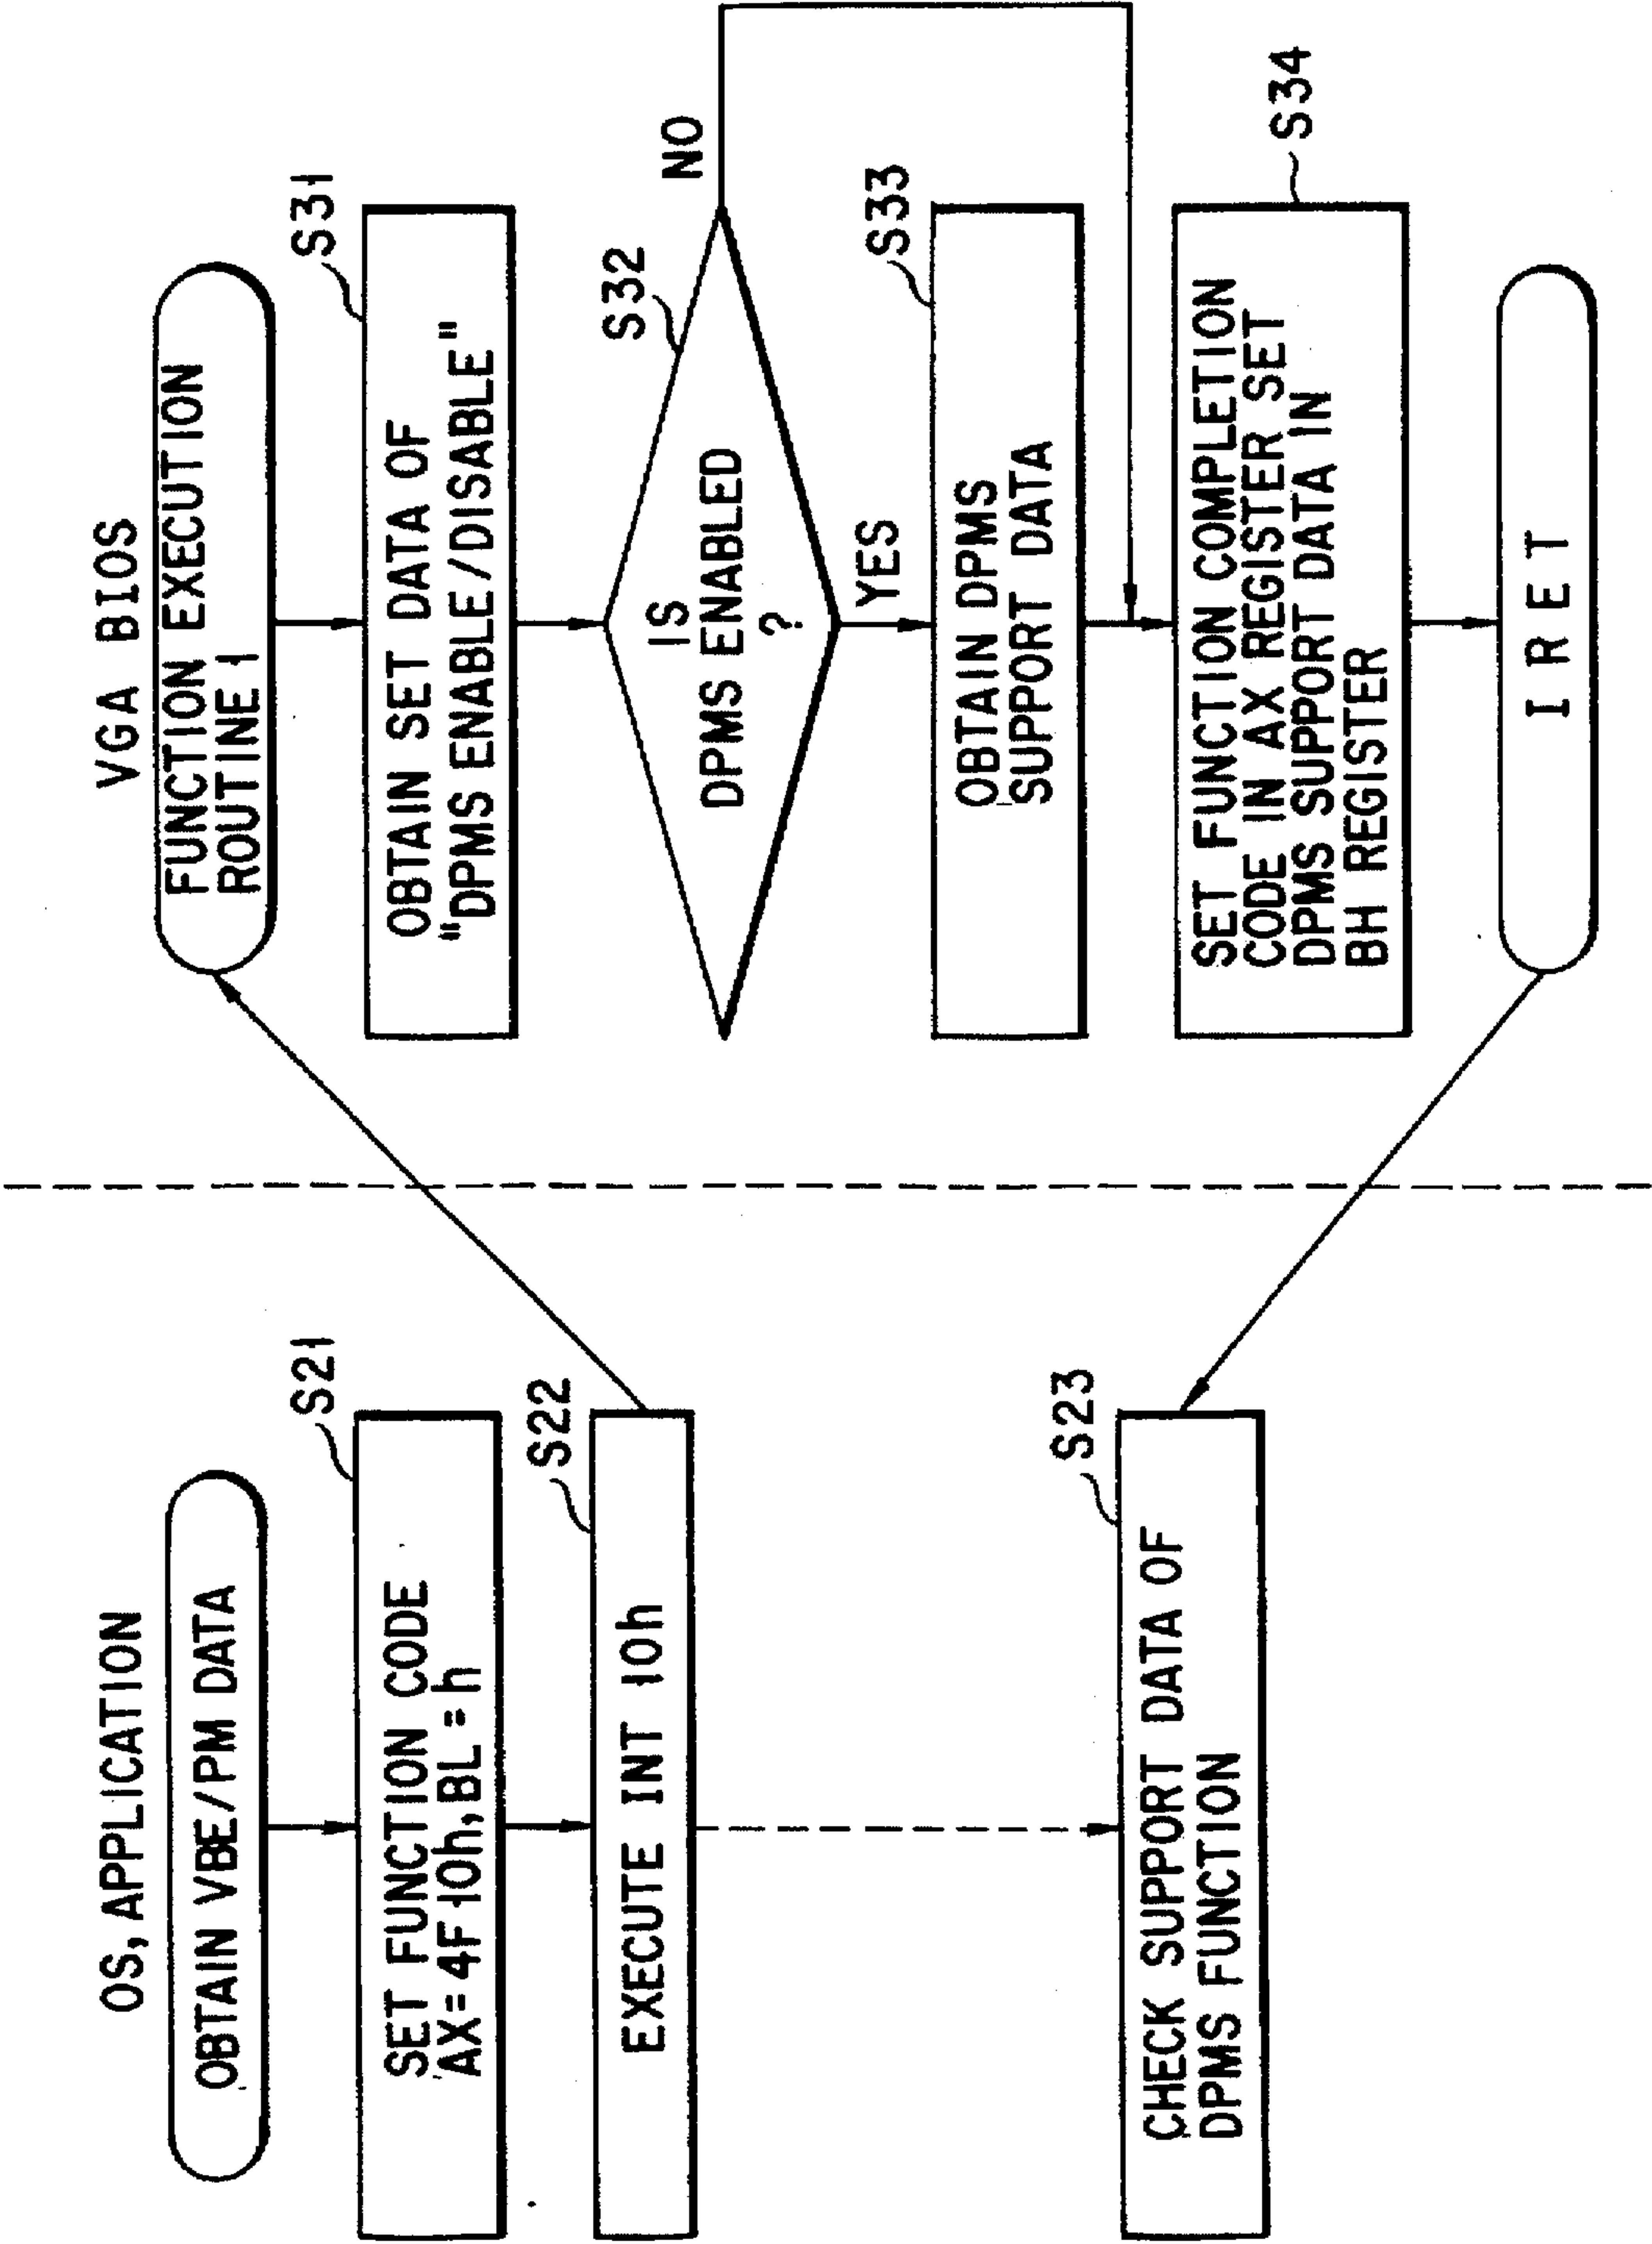 OS, APPLICATION
OBTAIN VBE/PM DATA
S21
SET FUNCTION CODE
AX=4F10h, BL=h
S22
EXECUTE INT 10h
S23
CHECK SUPPORT DATA OF
DPMS FUNCTION
VGA BIOS
FUNCTION EXECUTION
ROUTINE 1
S31
OBTAIN SET DATA OF
"DPMS ENABLE/DISABLE"
S32
IS
DPMS ENABLED
?
NO
YES
S33
OBTAIN DPMS
SUPPORT DATA
S34
SET FUNCTION COMPLETION
CODE IN AX REGISTER SET
DPMS SUPPORT DATA IN
BH REGISTER
IRET